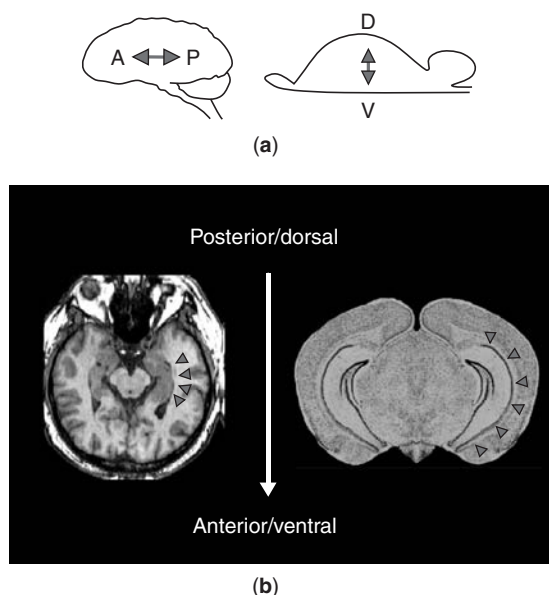 D
A P
V
(a)
Posterior/dorsal
Anterior/ventral
(b)